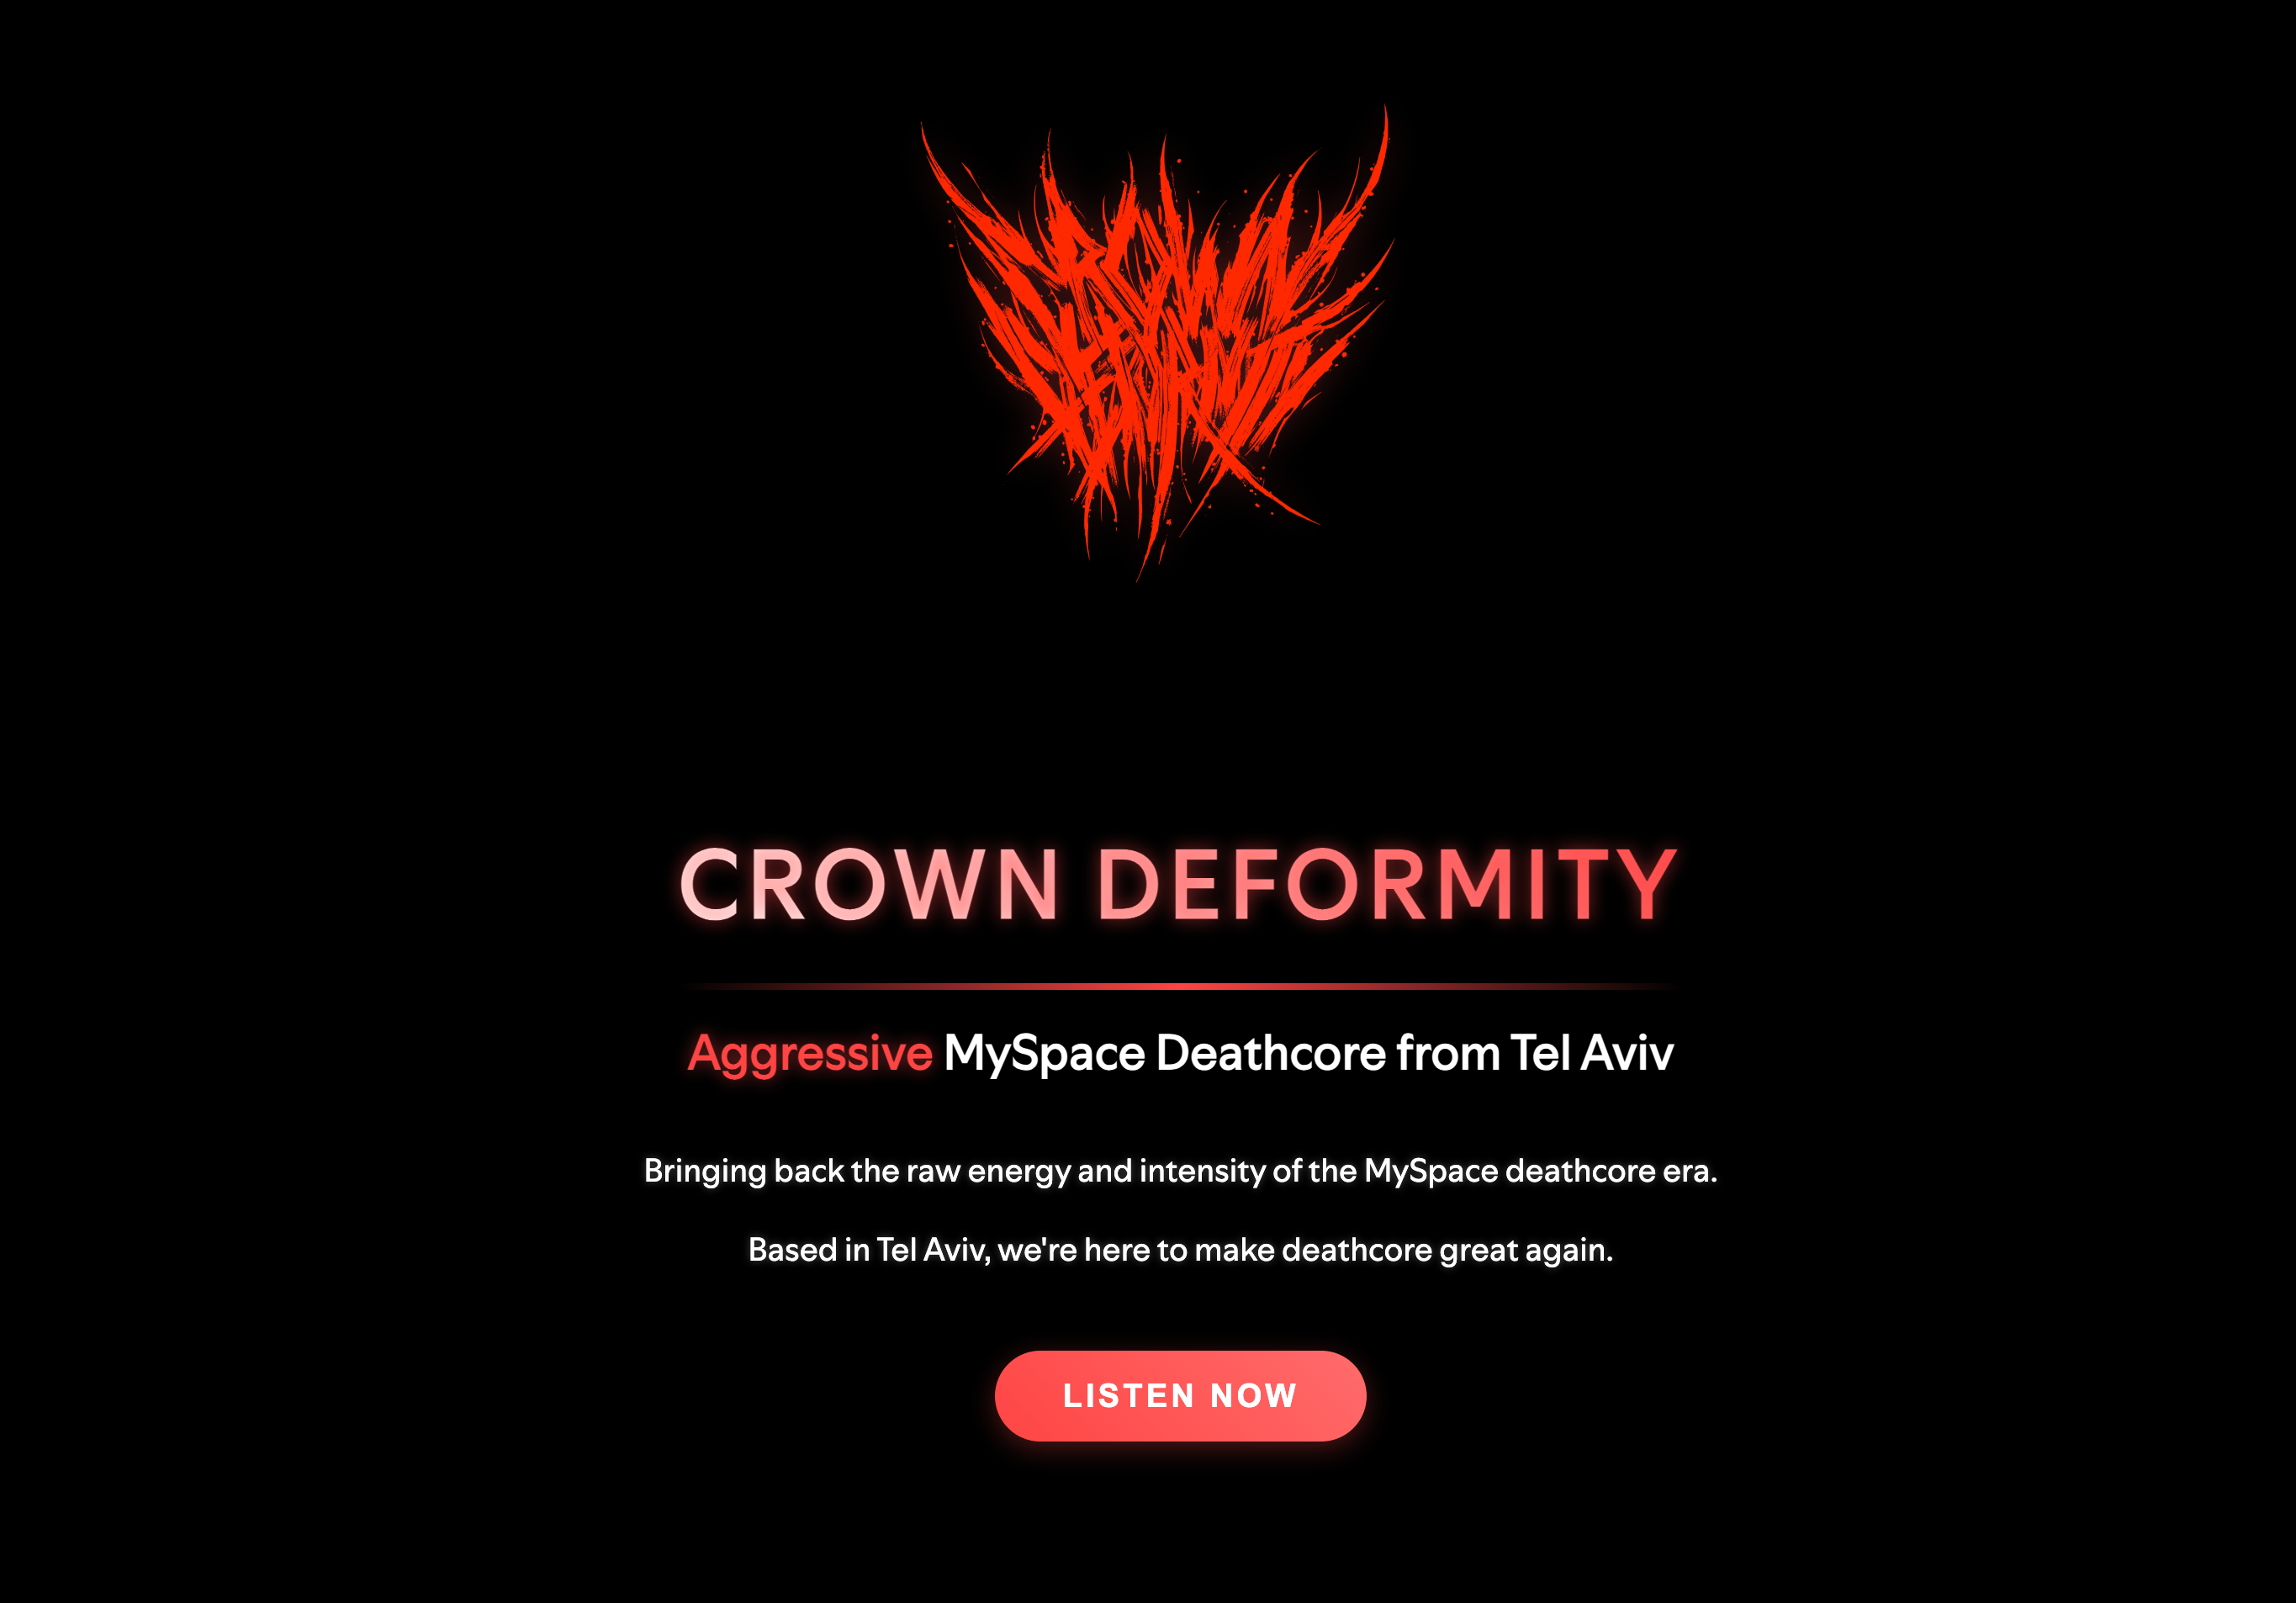 CROWN DEFORMITY
Aggressive MySpace Deathcore from Tel Aviv
Bringing back the raw energy and intensity of the MySpace deathcore era.
Based in Tel Aviv, we're here to make deathcore great again.
LISTEN NOW